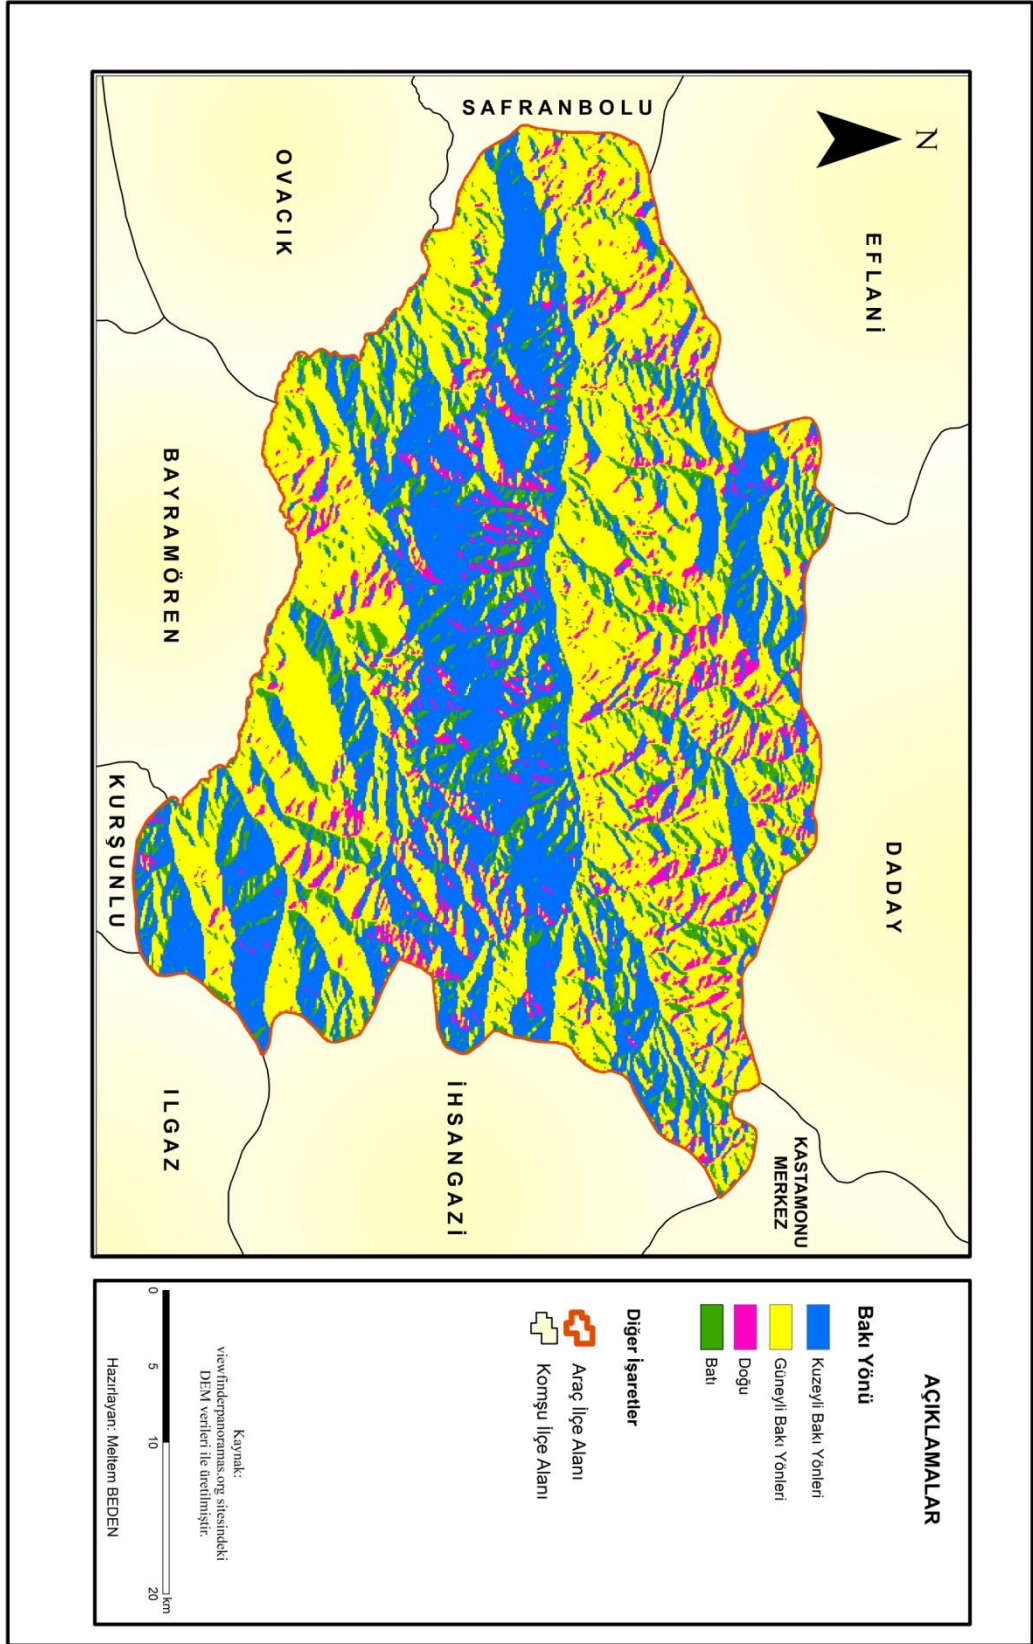 N
SAFRANBOLU
EFLANİ
OVACIK
DADAY
BAYRAMÖREN
KURŞUNLU
KASTAMONU
MERKEZ
İHSANGAZİ
ILGAZ
AÇIKLAMALAR
Bakı Yönü
Kuzeyli Bakı Yönleri
Güneyli Bakı Yönleri
Doğu
Batı
Diğer İşaretler
Araç İlçe Alanı
Komşu İlçe Alanı
Kaynak:
viewfinderpanoramas.org sitesindeki
DEM verileri ile üretilmiştir.
0 5 10 20 km
Hazırlayan: Meltem BEDEN